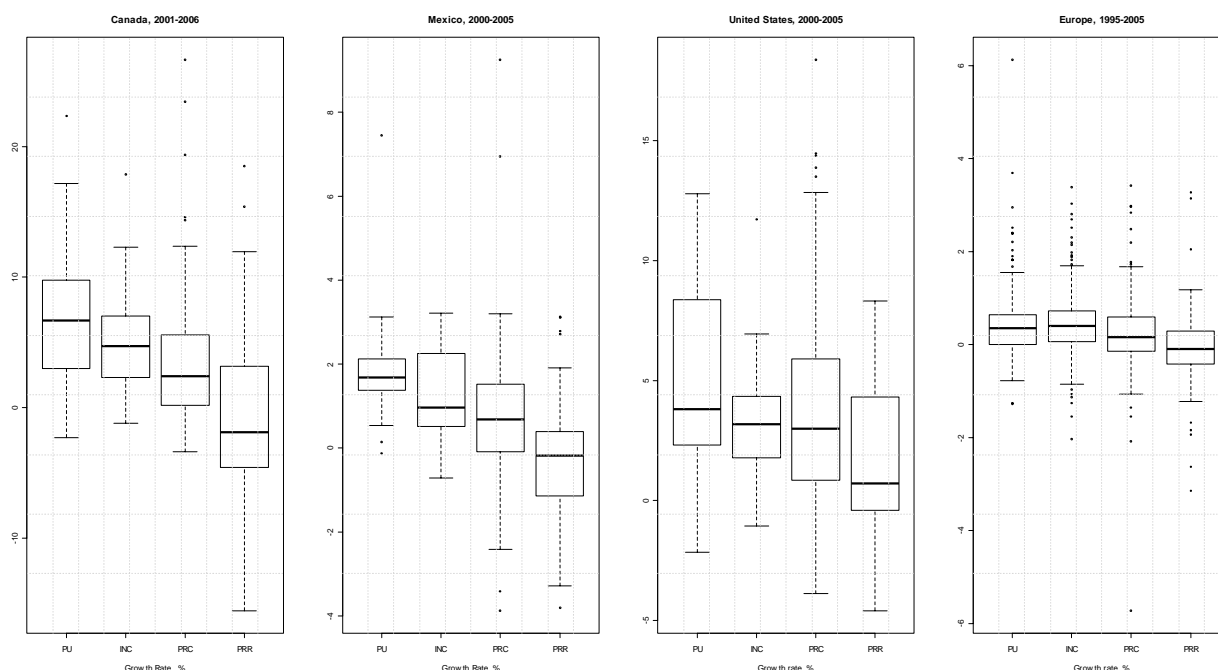 Canada, 2001-2006
20
10
0
-10
PU INC PRC PRR
Growth Rate, %
Mexico, 2000-2005
8
6
4
2
0
-2
-4
PU INC PRC PRR
Growth Rate, %
United States, 2000-2005
15
10
5
0
-5
PU INC PRC PRR
Growth rate, %
Europe, 1995-2005
6
4
2
0
-2
-4
-6
PU INC PRC PRR
Growth rate, %